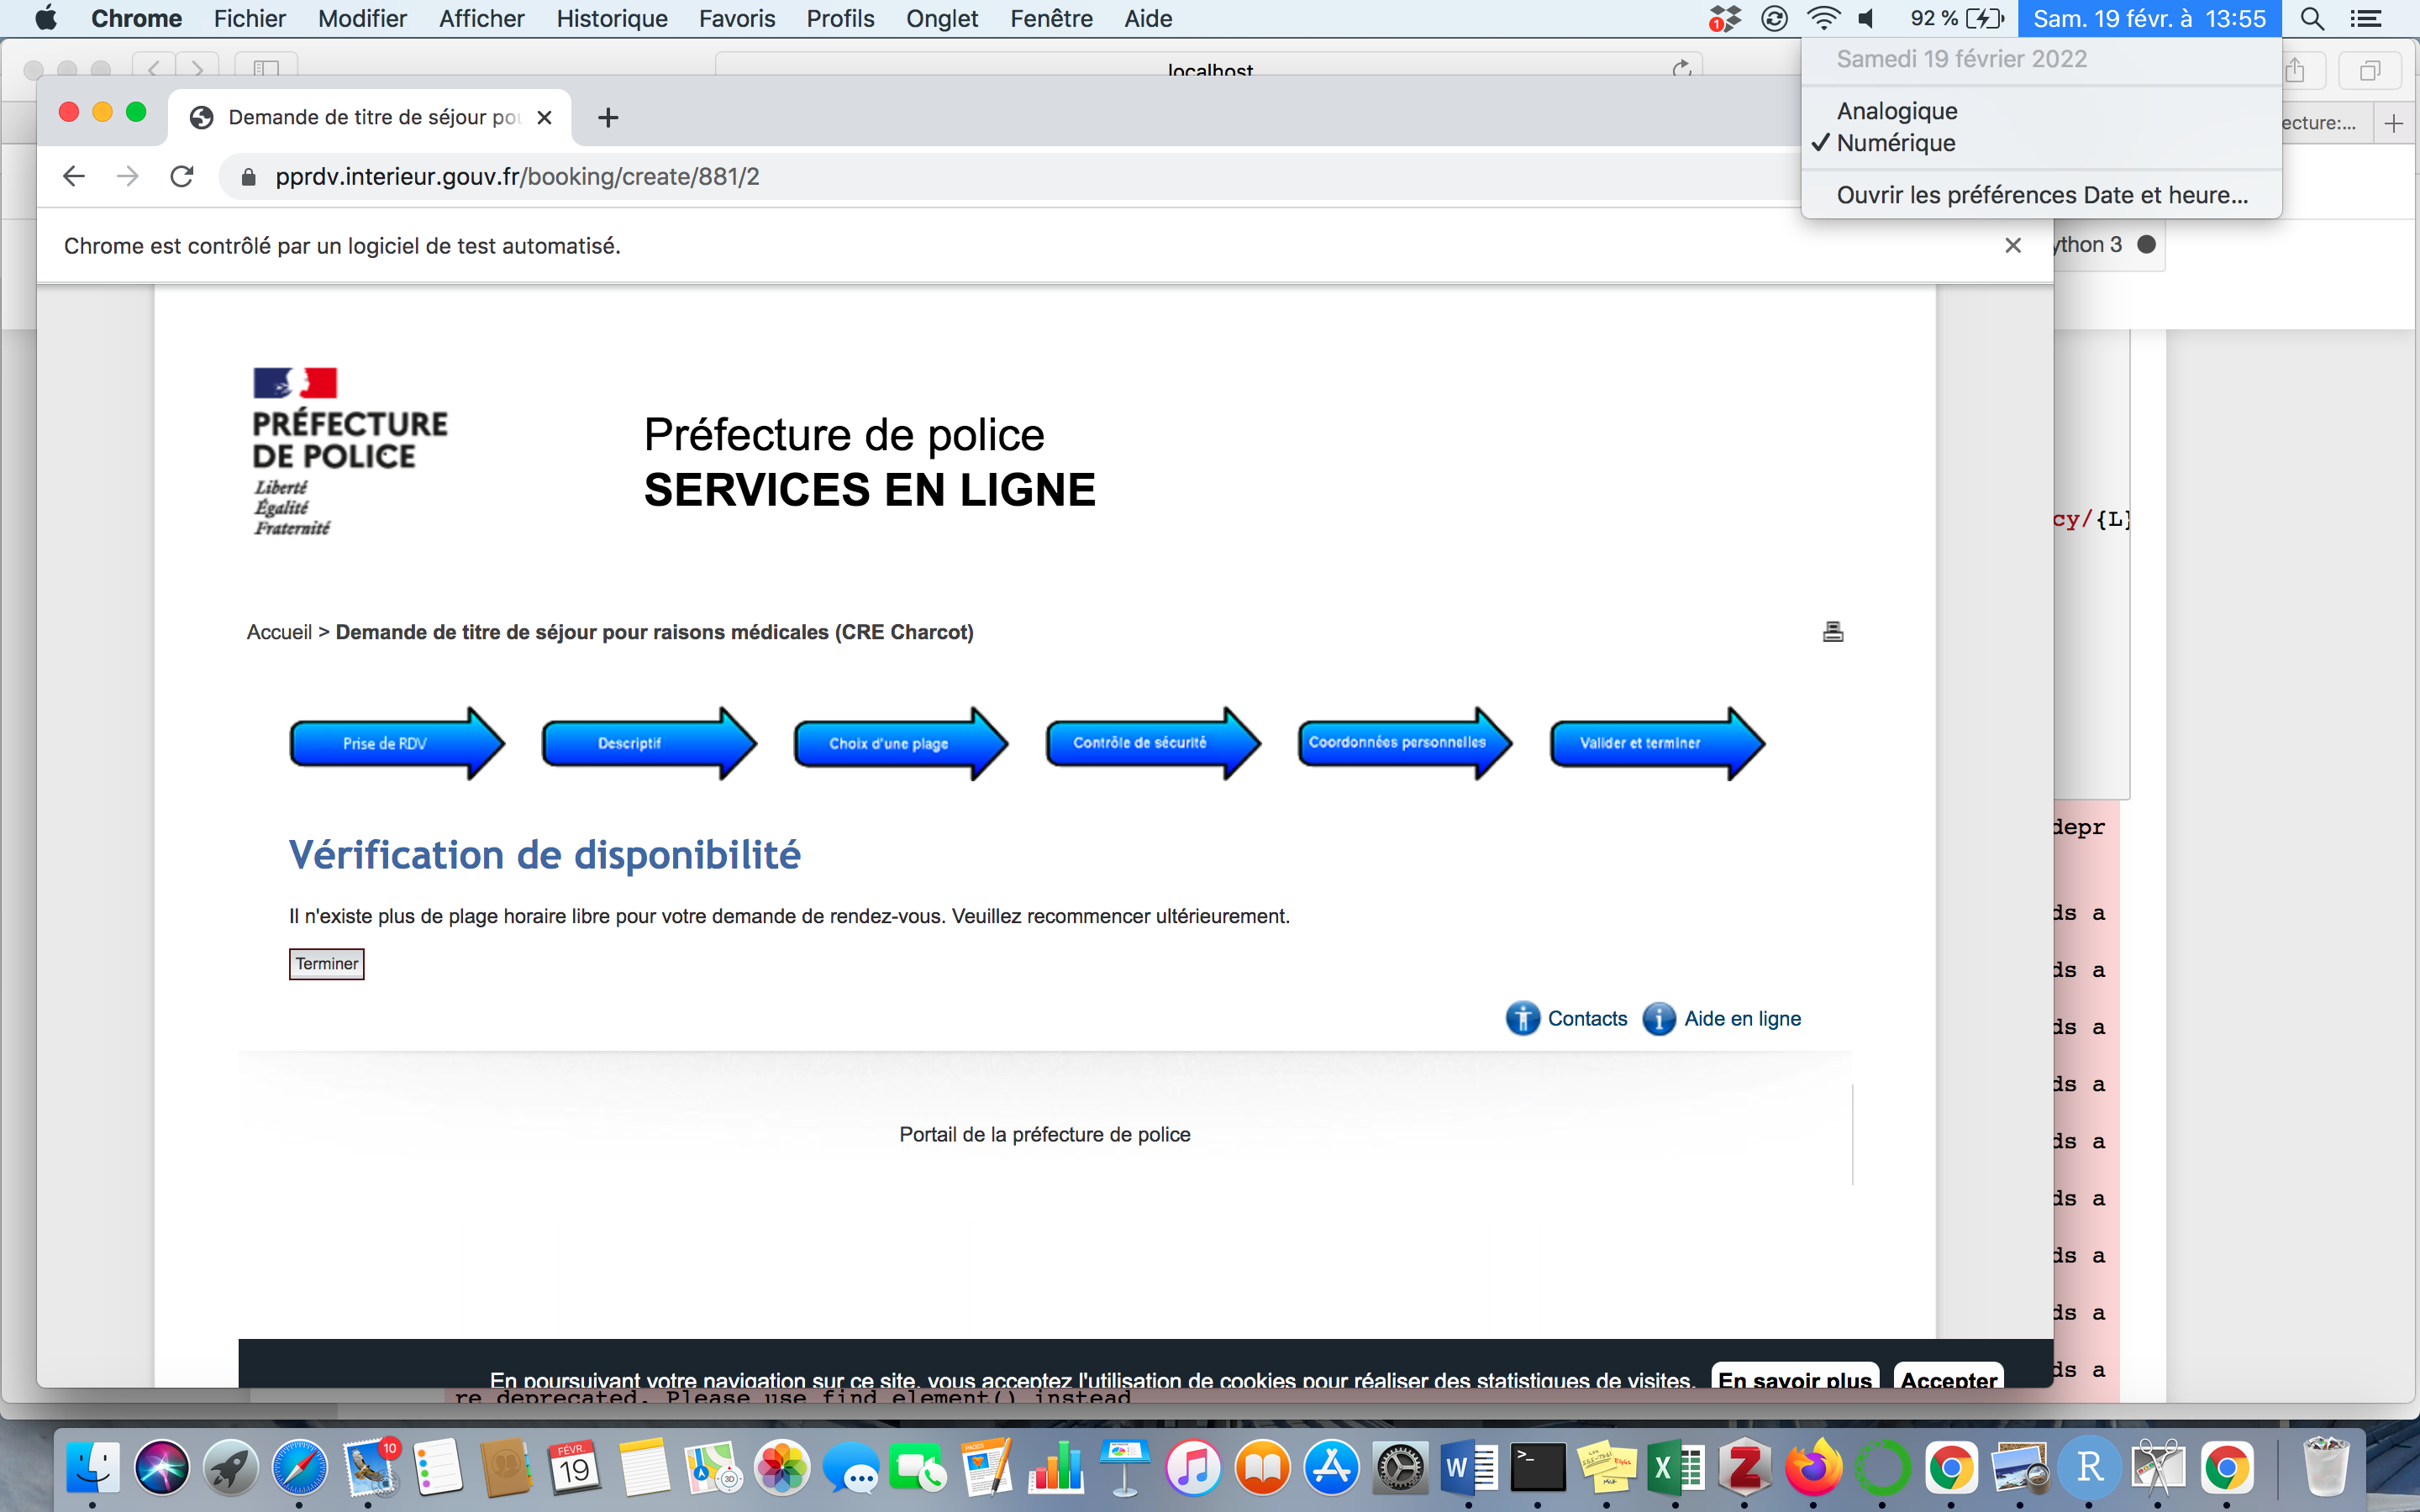 Chrome Fichier Modifier Afficher Historique Favoris Profils Onglet Fenêtre Aide 1 92 % Sam. 19 févr. à 13:55
Samedi 19 février 2022
Analogique
✓ Numérique
Ouvrir les préférences Date et heure...
localhost
Demande de titre de séjour
ecture:...
pprdv.interieur.gouv.fr/booking/create/881/2
Chrome est contrôlé par un logiciel de test automatisé.
ython 3
PRÉFECTURE
DE POLICE
Liberté
Égalité
Fraternité
Préfecture de police
SERVICES EN LIGNE
cy/{L}
Accueil > Demande de titre de séjour pour raisons médicales (CRE Charcot)
Prise de RDV
Descriptif
Choix d'une plage
Contrôle de sécurité
Coordonnées personnelles
Valider et terminer
depr
Vérification de disponibilité
Il n'existe plus de plage horaire libre pour votre demande de rendez-vous. Veuillez recommencer ultérieurement.
ds a
Terminer
ds a
Contacts
Aide en ligne
ds a
ds a
Portail de la préfecture de police
ds a
ds a
ds a
ds a
ds a
En poursuivant votre navigation sur ce site, vous acceptez l'utilisation de cookies pour réaliser des statistiques de visites. En savoir plus Accepter
re deprecated. Please use find_element() instead
10
FÉVR.
19
3D
PAGES
W
>_
X
Z
R